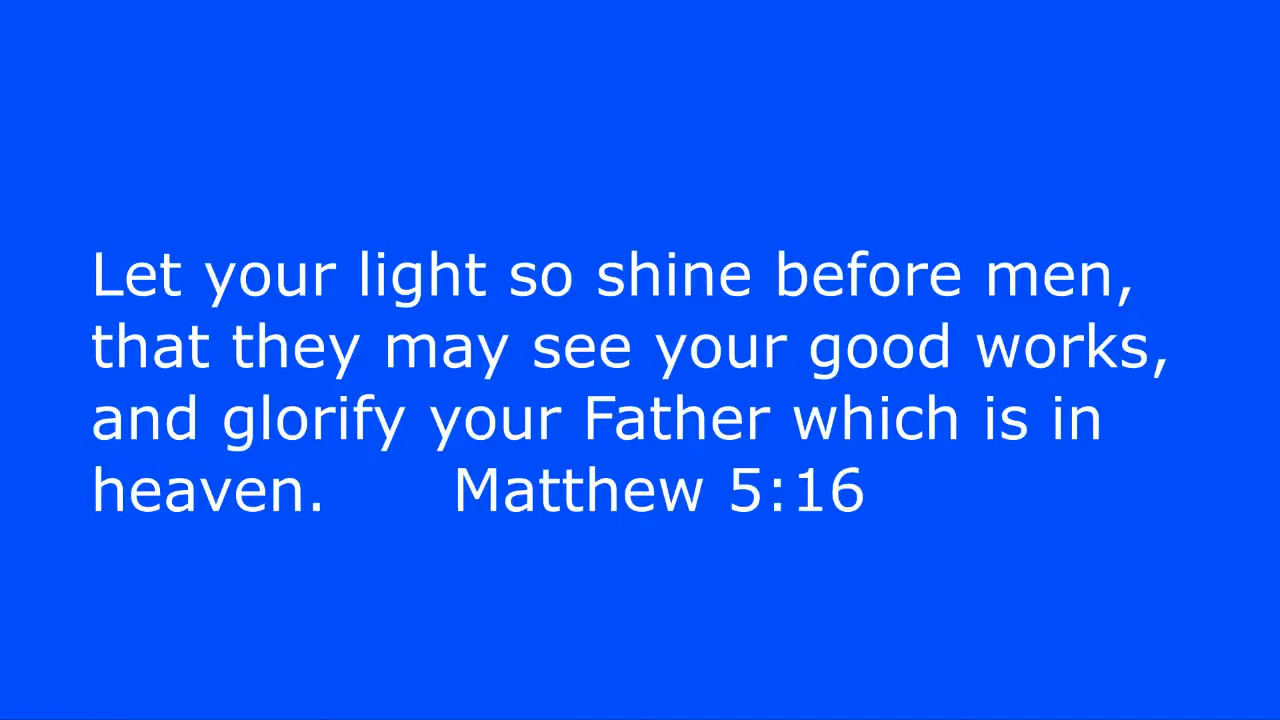 Let your light so shine before men,
that they may see your good works,
and glorify your Father which is in
heaven.      Matthew 5:16